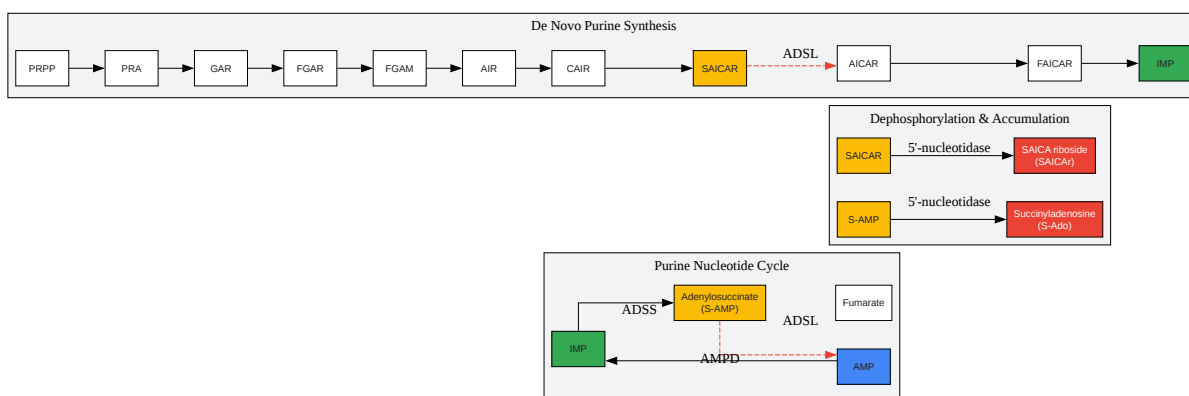 De Novo Purine Synthesis
PRPP
PRA
GAR
FGAR
FGAM
AIR
CAIR
SAICAR
ADSL
AICAR
FAICAR
IMP
Dephosphorylation & Accumulation
SAICAR
5'-nucleotidase
SAICA riboside
(SAICAr)
S-AMP
5'-nucleotidase
Succinyladenosine
(S-Ado)
Purine Nucleotide Cycle
ADSS
Adenylosuccinate
(S-AMP)
ADSL
Fumarate
IMP
AMPD
AMP